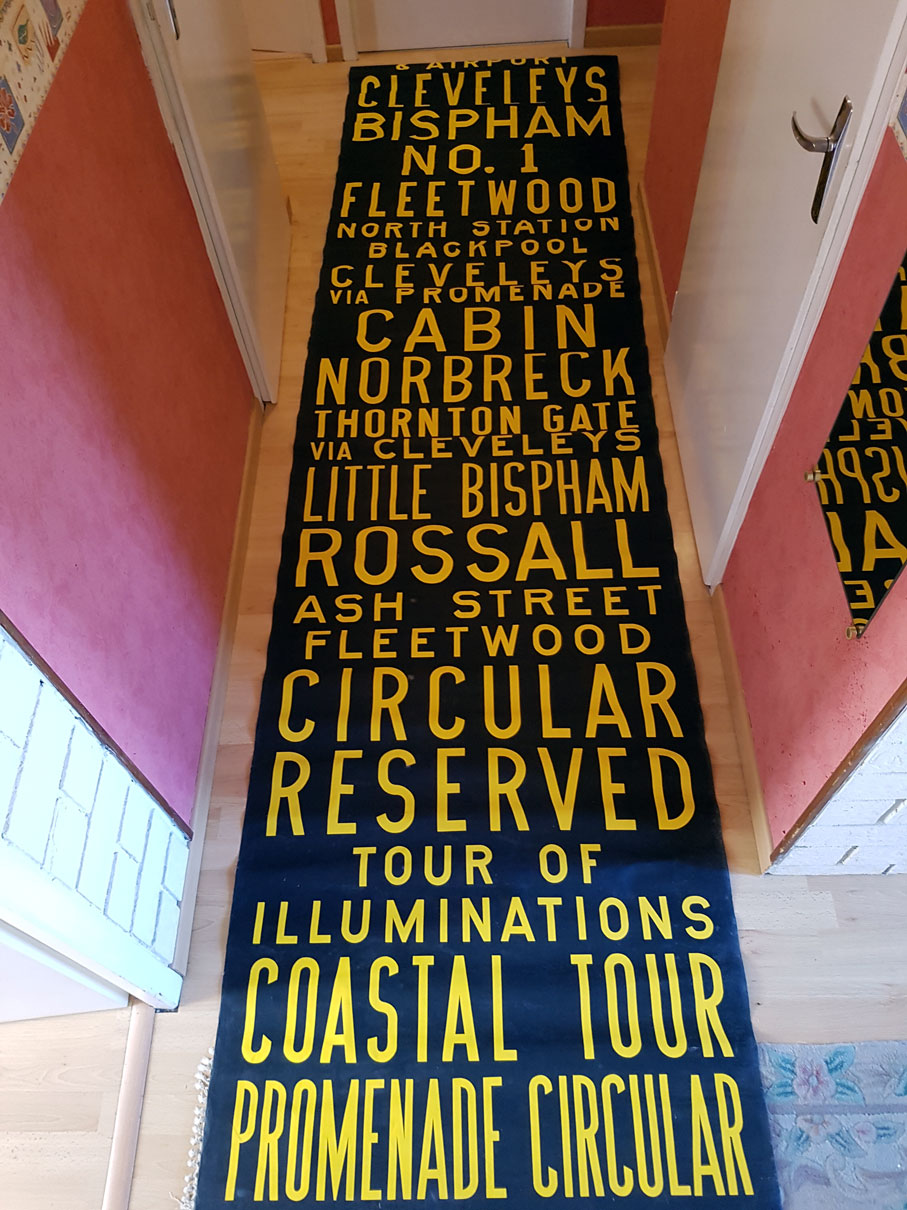 & AIRPORT
CLEVELEYS
BISPHAM
NO. 1
FLEETWOOD
NORTH STATION
BLACKPOOL
CLEVELEYS
VIA PROMENADE
CABIN
NORBRECK
THORNTON GATE
VIA CLEVELEYS
LITTLE BISPHAM
ROSSALL
ASH STREET
FLEETWOOD
CIRCULAR
RESERVED
TOUR OF
ILLUMINATIONS
COASTAL TOUR
PROMENADE CIRCULAR